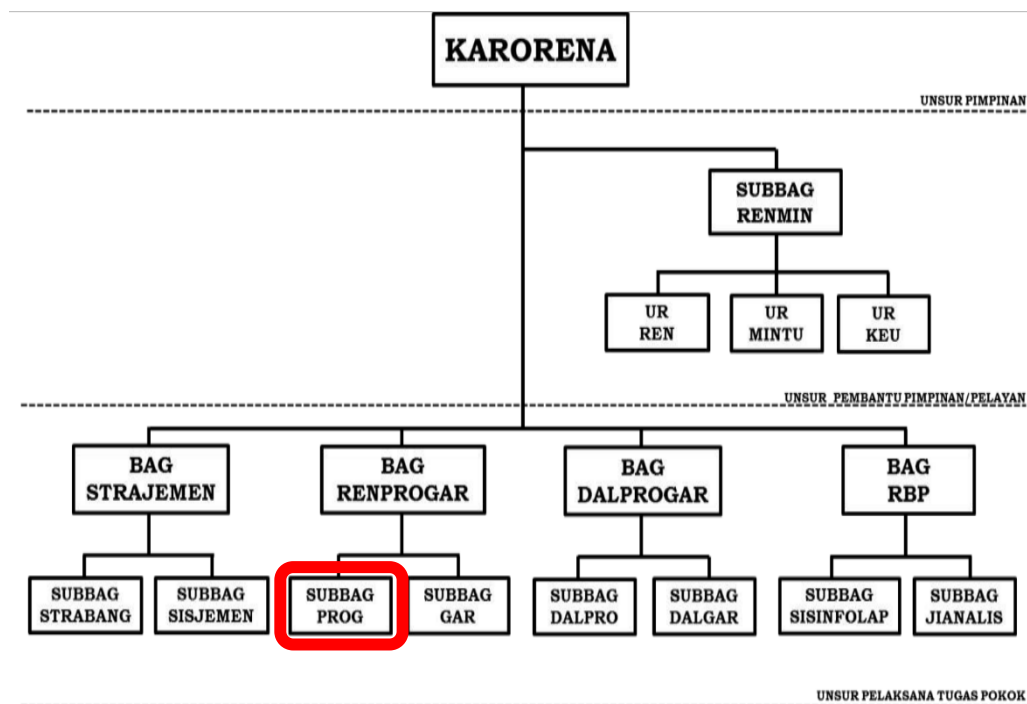 KARORENA
UNSUR PIMPINAN
SUBBAG
RENMIN
UR
REN
UR
MINTU
UR
KEU
UNSUR PEMBANTU PIMPINAN/PELAYAN
BAG
STRAJEMEN
BAG
RENPROGAR
BAG
DALPROGAR
BAG
RBP
SUBBAG
STRABANG
SUBBAG
SISJEMEN
SUBBAG
PROG
SUBBAG
GAR
SUBBAG
DALPRO
SUBBAG
DALGAR
SUBBAG
SISINFOLAP
SUBBAG
JIANALIS
UNSUR PELAKSANA TUGAS POKOK